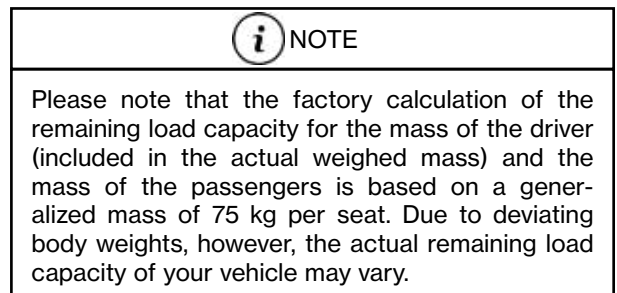 i NOTE
Please note that the factory calculation of the
remaining load capacity for the mass of the driver
(included in the actual weighed mass) and the
mass of the passengers is based on a gener-
alized mass of 75 kg per seat. Due to deviating
body weights, however, the actual remaining load
capacity of your vehicle may vary.